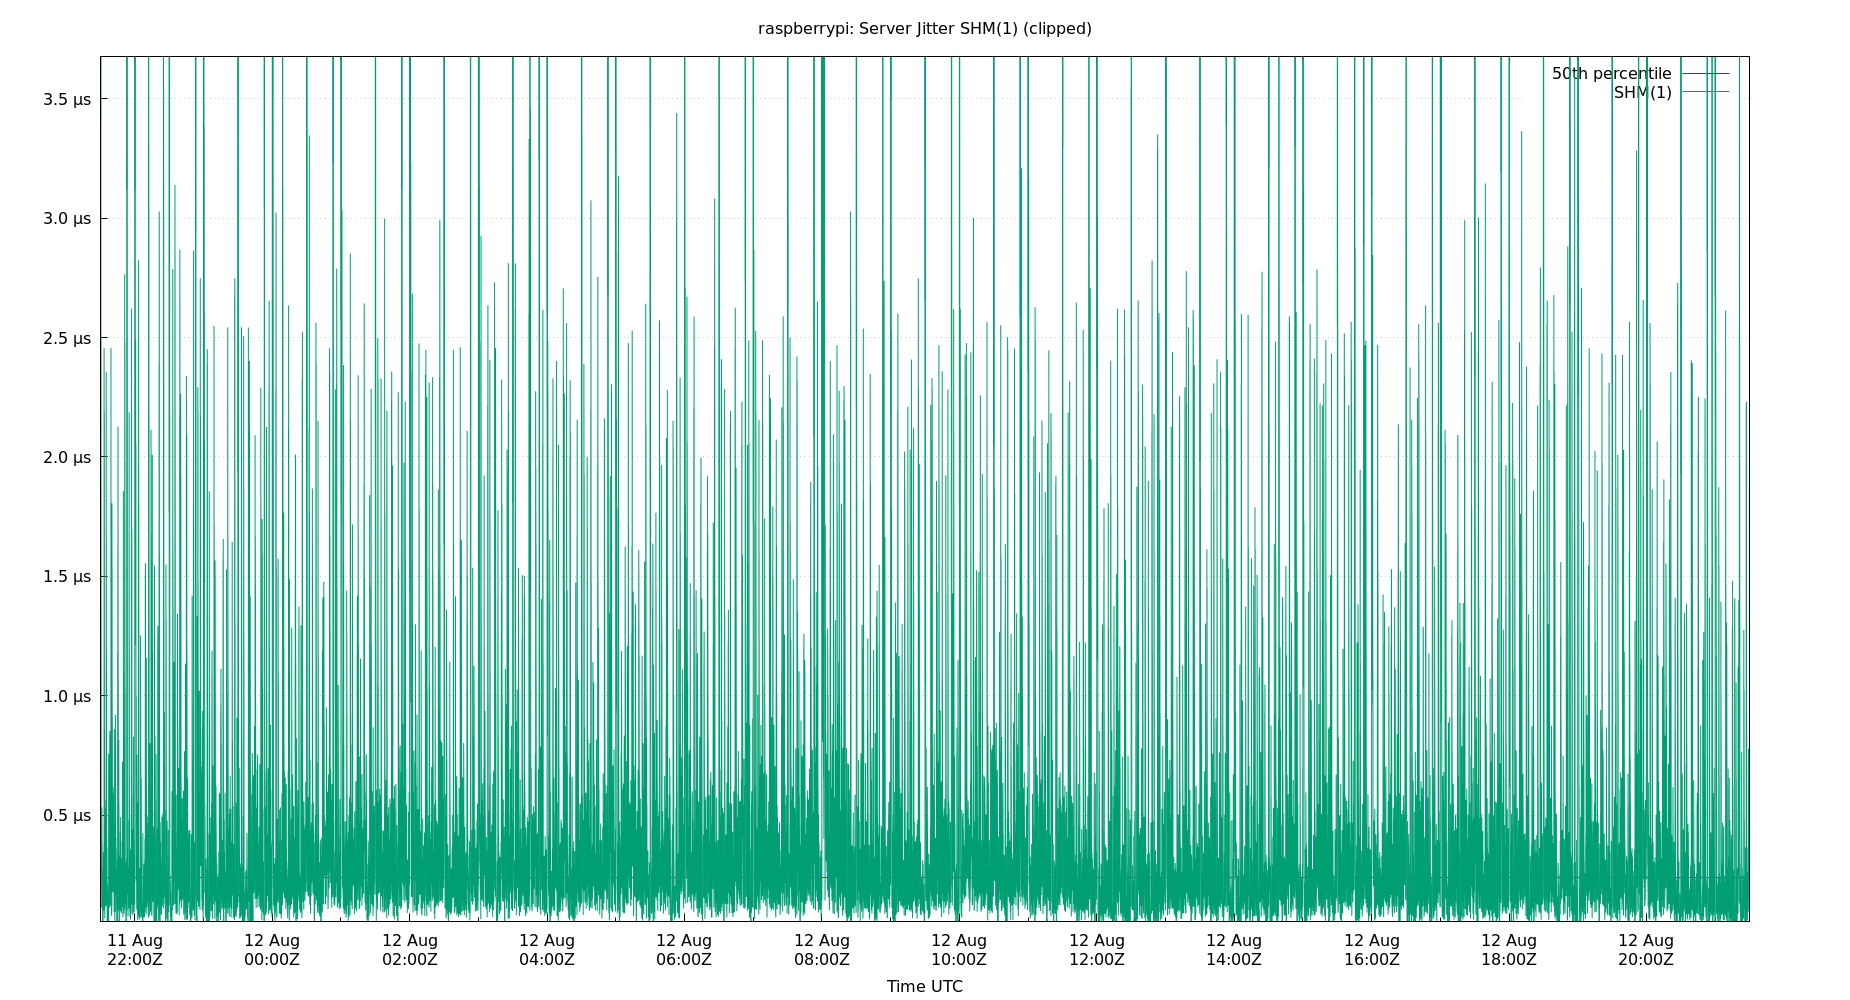 raspberrypi: Server Jitter SHM(1) (clipped)
50th percentile
SHM(1)
3.5 μs
3.0 μs
2.5 μs
2.0 μs
1.5 μs
1.0 μs
0.5 μs
11 Aug 12 Aug 12 Aug 12 Aug 12 Aug 12 Aug 12 Aug 12 Aug 12 Aug 12 Aug 12 Aug 12 Aug
22:00Z 00:00Z 02:00Z 04:00Z 06:00Z 08:00Z 10:00Z 12:00Z 14:00Z 16:00Z 18:00Z 20:00Z
Time UTC